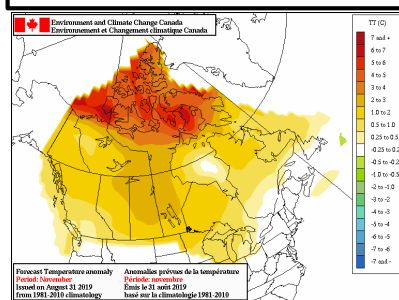 Environment and Climate Change Canada
Environnement et Changement climatique Canada
TT (C)
7 and +
6 to 7
5 to 6
4 to 5
3 to 4
2 to 3
1.0 to 2
0.5 to 1.0
0.25 to 0.5
-0.25 to 0.2
-0.5 to -0.2
-1.0 to -0.5
-2 to -1.0
-3 to -2
-4 to -3
-5 to -4
-6 to -5
-7 to -6
-7 and -
Forecast Temperature anomaly
Period: Novembre
Issued on August 31 2019
from 1981-2010 climatology
Anomalies prévues de la température
Période: novembre
Émis le 31 août 2019
basé sur la climatologie 1981-2010